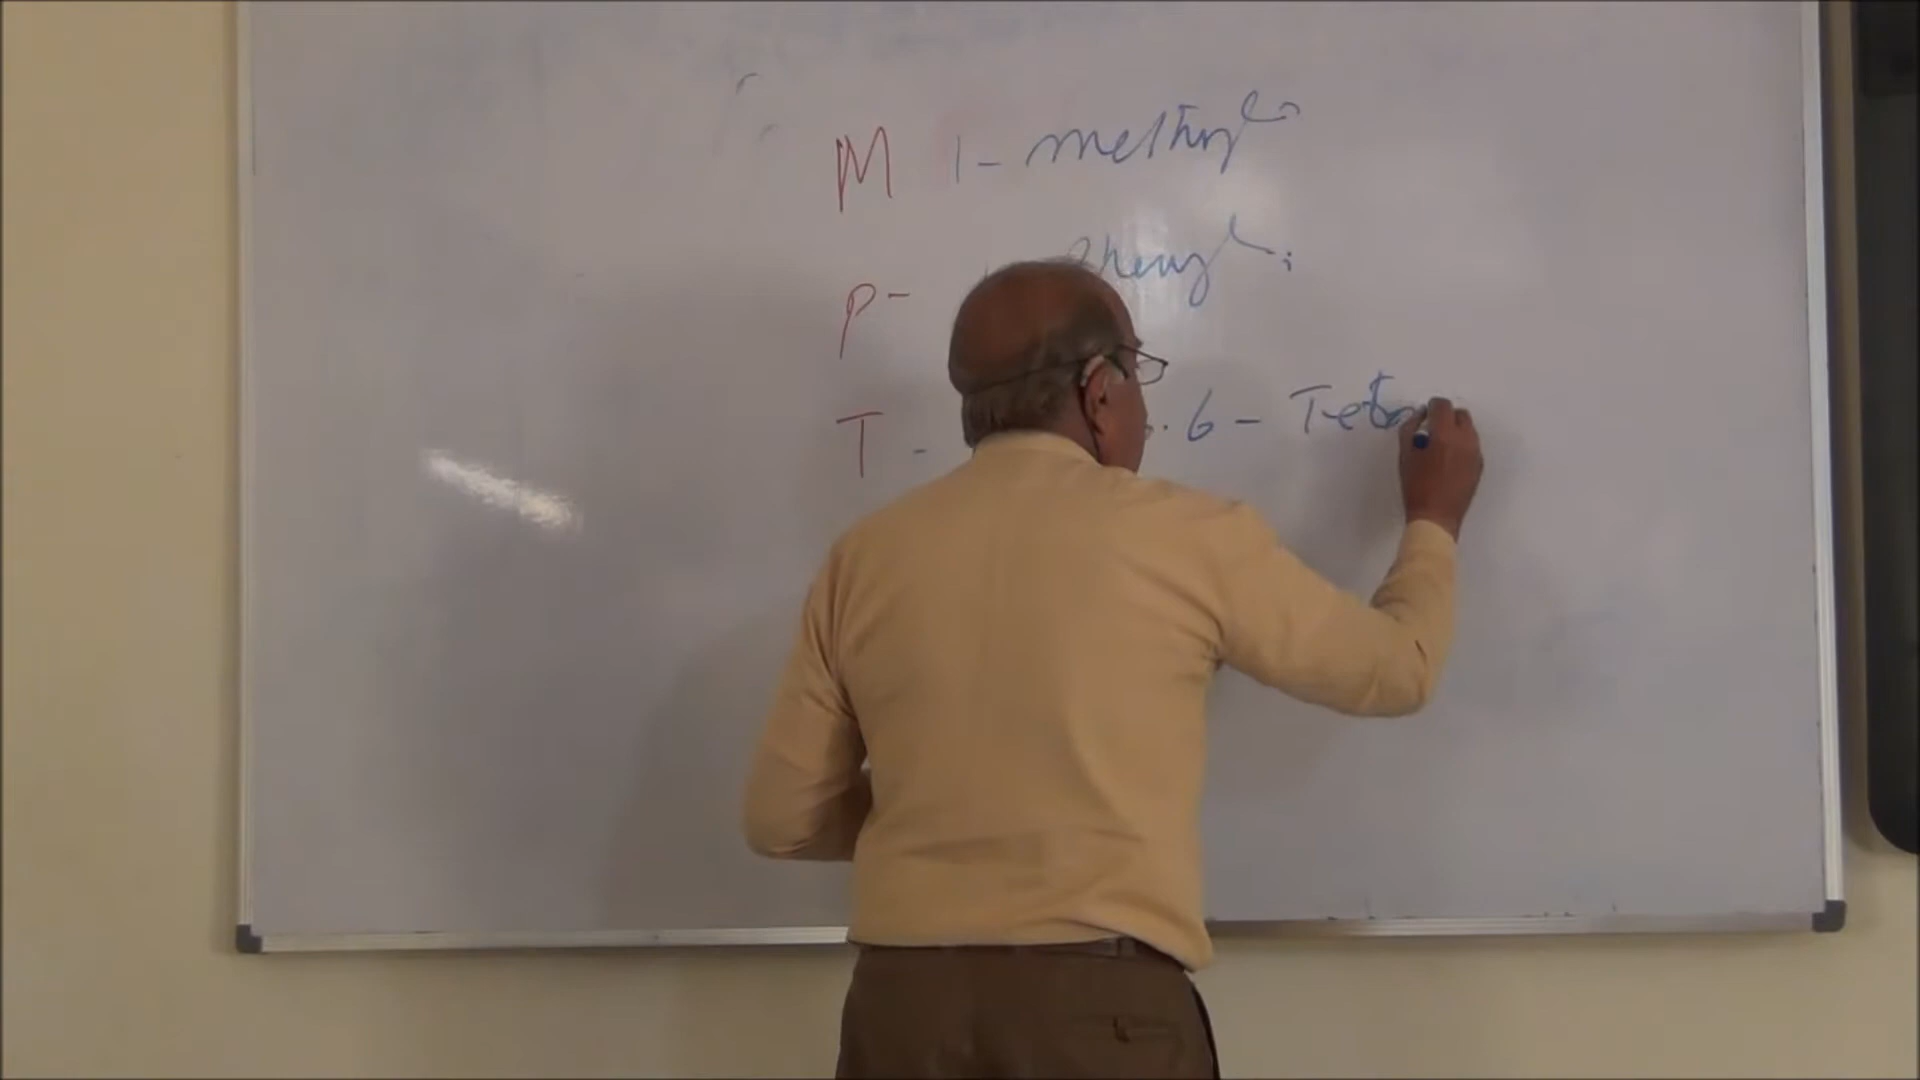 M 1- methyl
P- Phenyl.
T - . 6 - Tetra